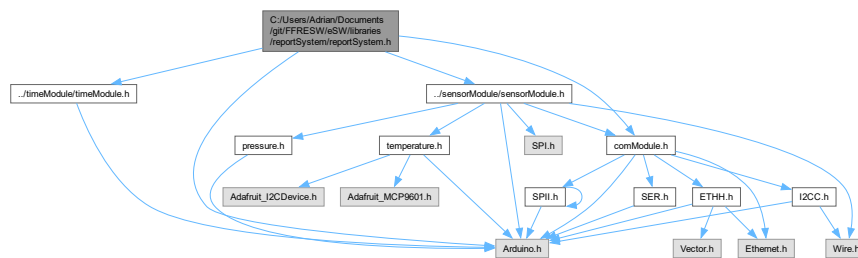 C:/Users/Adrian/Documents
/git/FFRESW/eSW/libraries
/reportSystem/reportSystem.h
../timeModule/timeModule.h
../sensorModule/sensorModule.h
pressure.h
temperature.h
SPI.h
comModule.h
Adafruit_I2CDevice.h
Adafruit_MCP9601.h
SPII.h
SER.h
ETHH.h
I2CC.h
Arduino.h
Vector.h
Ethernet.h
Wire.h